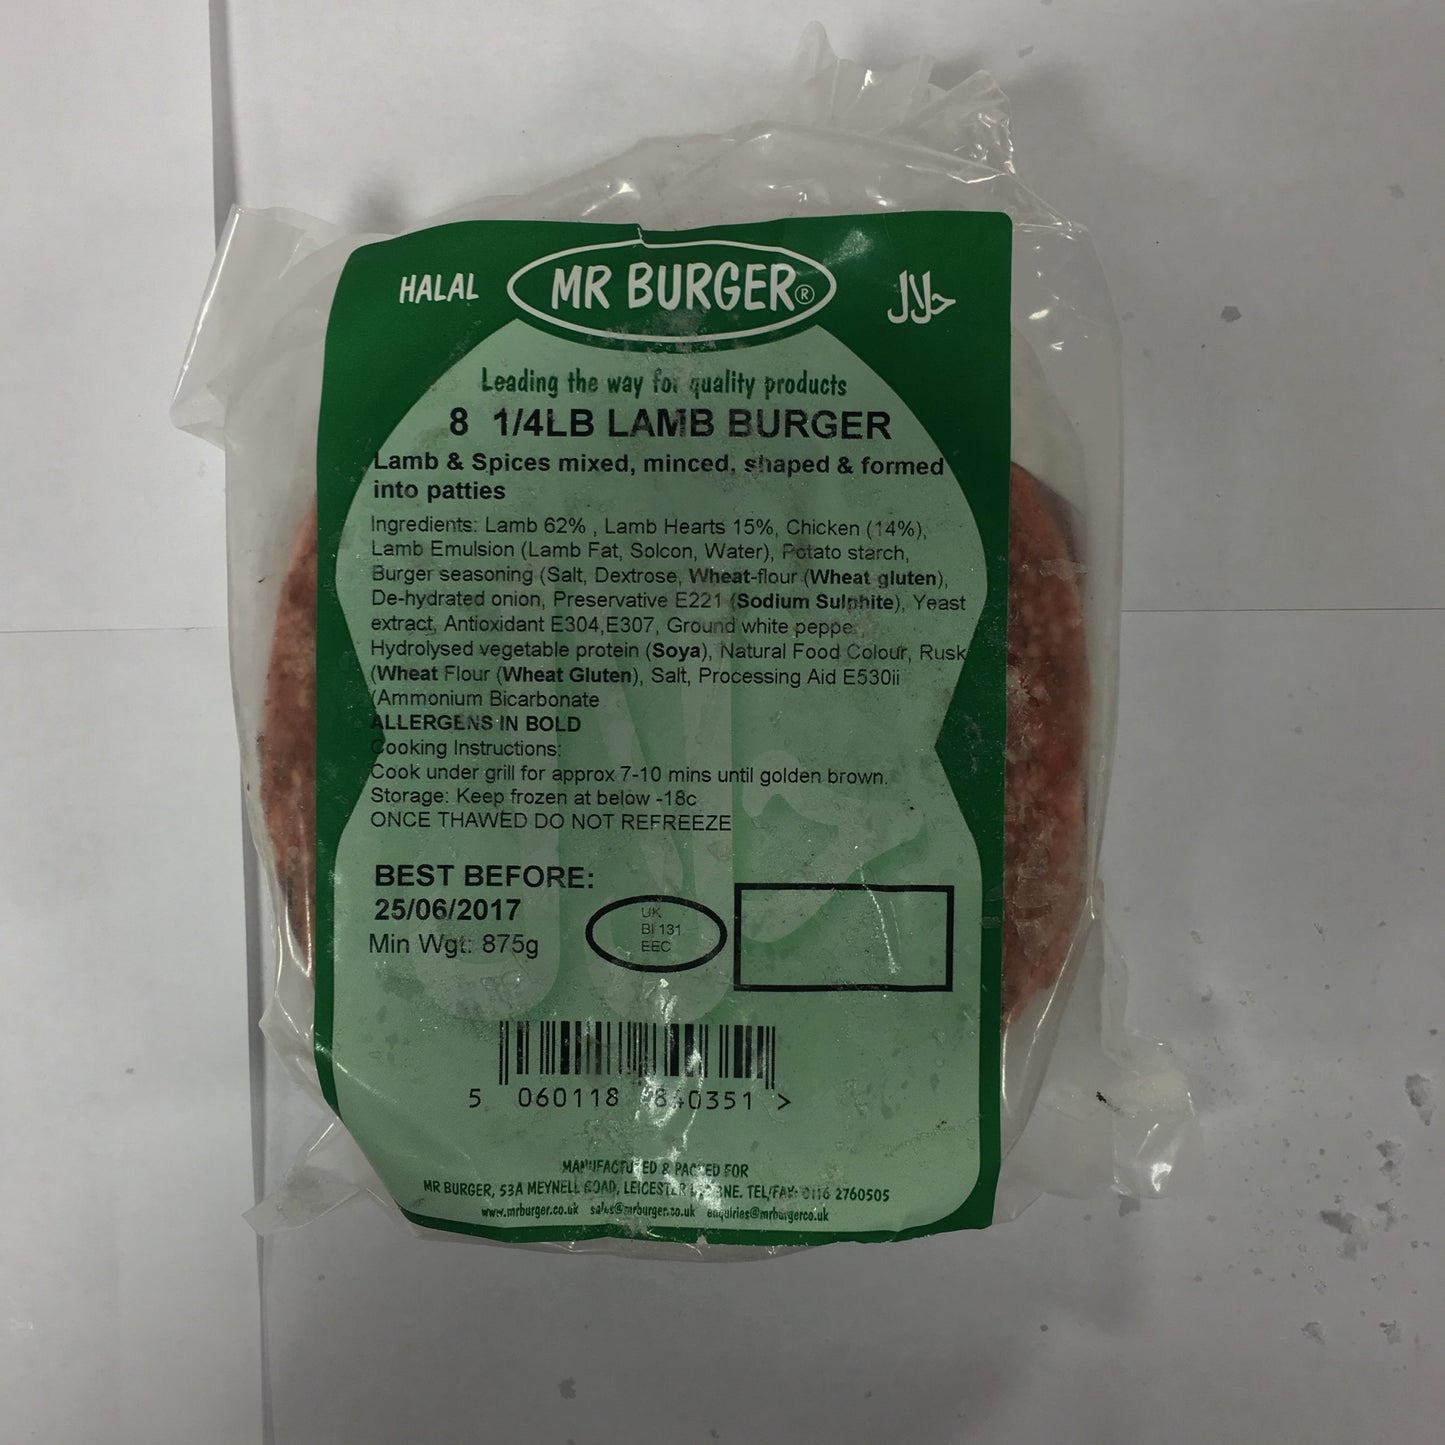 HALAL
MR BURGER®
حلال
Leading the way for quality products
8 1/4LB LAMB BURGER
Lamb & Spices mixed, minced, shaped & formed
into patties
Ingredients: Lamb 62% , Lamb Hearts 15%, Chicken (14%),
Lamb Emulsion (Lamb Fat, Solcon, Water), Potato starch,
Burger seasoning (Salt, Dextrose, Wheat-flour (Wheat gluten),
De-hydrated onion, Preservative E221 (Sodium Sulphite), Yeast
extract, Antioxidant E304,E307, Ground white pepper,
Hydrolysed vegetable protein (Soya), Natural Food Colour, Rusk
(Wheat Flour (Wheat Gluten), Salt, Processing Aid E530ii
(Ammonium Bicarbonate
ALLERGENS IN BOLD
Cooking Instructions:
Cook under grill for approx 7-10 mins until golden brown.
Storage: Keep frozen at below -18c
ONCE THAWED DO NOT REFREEZE
BEST BEFORE:
25/06/2017
Min Wgt: 875g
UK
BI 131
EEC
5 060118 840351 >
MANUFACTURED & PACKED FOR
MR BURGER, 53A MEYNELL ROAD, LEICESTER TEL/FAX: 0116 2760505
www.mrburger.co.uk sales@mrburger.co.uk enquiries@mrburgerco.uk